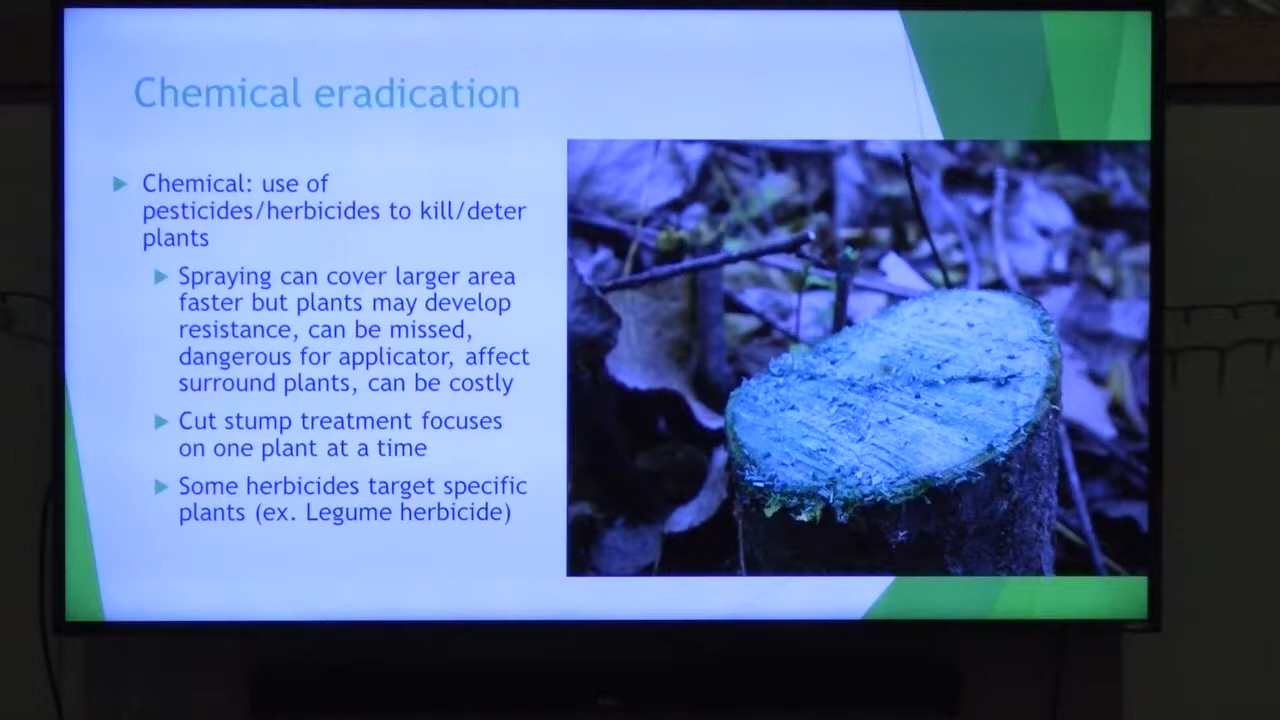 Chemical eradication
Chemical: use of
pesticides/herbicides to kill/deter
plants
Spraying can cover larger area
faster but plants may develop
resistance, can be missed,
dangerous for applicator, affect
surround plants, can be costly
Cut stump treatment focuses
on one plant at a time
Some herbicides target specific
plants (ex. Legume herbicide)